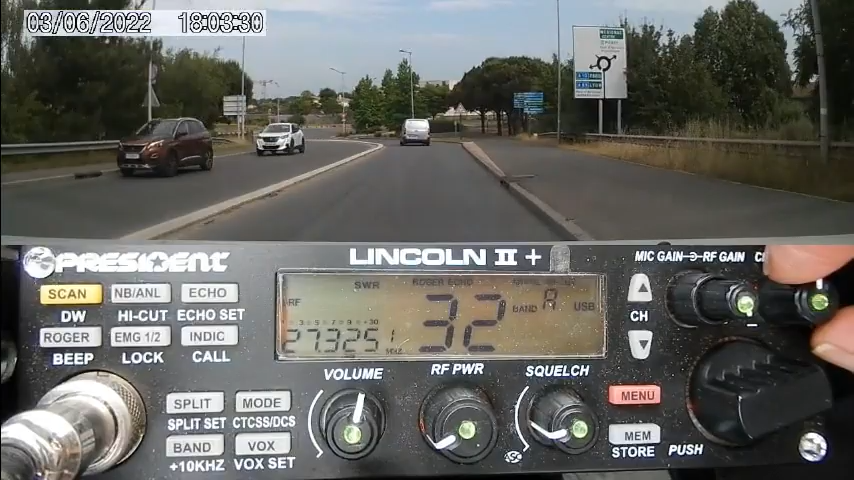 03/06/2022 18:03:30
PRESIDENT
LINCOLN II +
MIC GAIN RF GAIN
SCAN NB/ANL ECHO
DW HI-CUT ECHO SET
ROGER EMG 1/2 INDIC
BEEP LOCK CALL
SWR
ROGER ECHO
RF
32
BAND A USB
27.3251
CH
VOLUME RF PWR SQUELCH
SPLIT MODE
SPLIT SET CTCSS/DCS
BAND VOX
+10KHZ VOX SET
ASC
MENU
MEM
STORE
PUSH